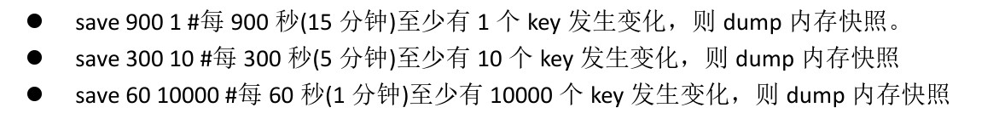 ● save 900 1 #每 900 秒(15 分钟)至少有 1 个 key 发生变化，则 dump 内存快照。
● save 300 10 #每 300 秒(5 分钟)至少有 10 个 key 发生变化，则 dump 内存快照
● save 60 10000 #每 60 秒(1 分钟)至少有 10000 个 key 发生变化，则 dump 内存快照